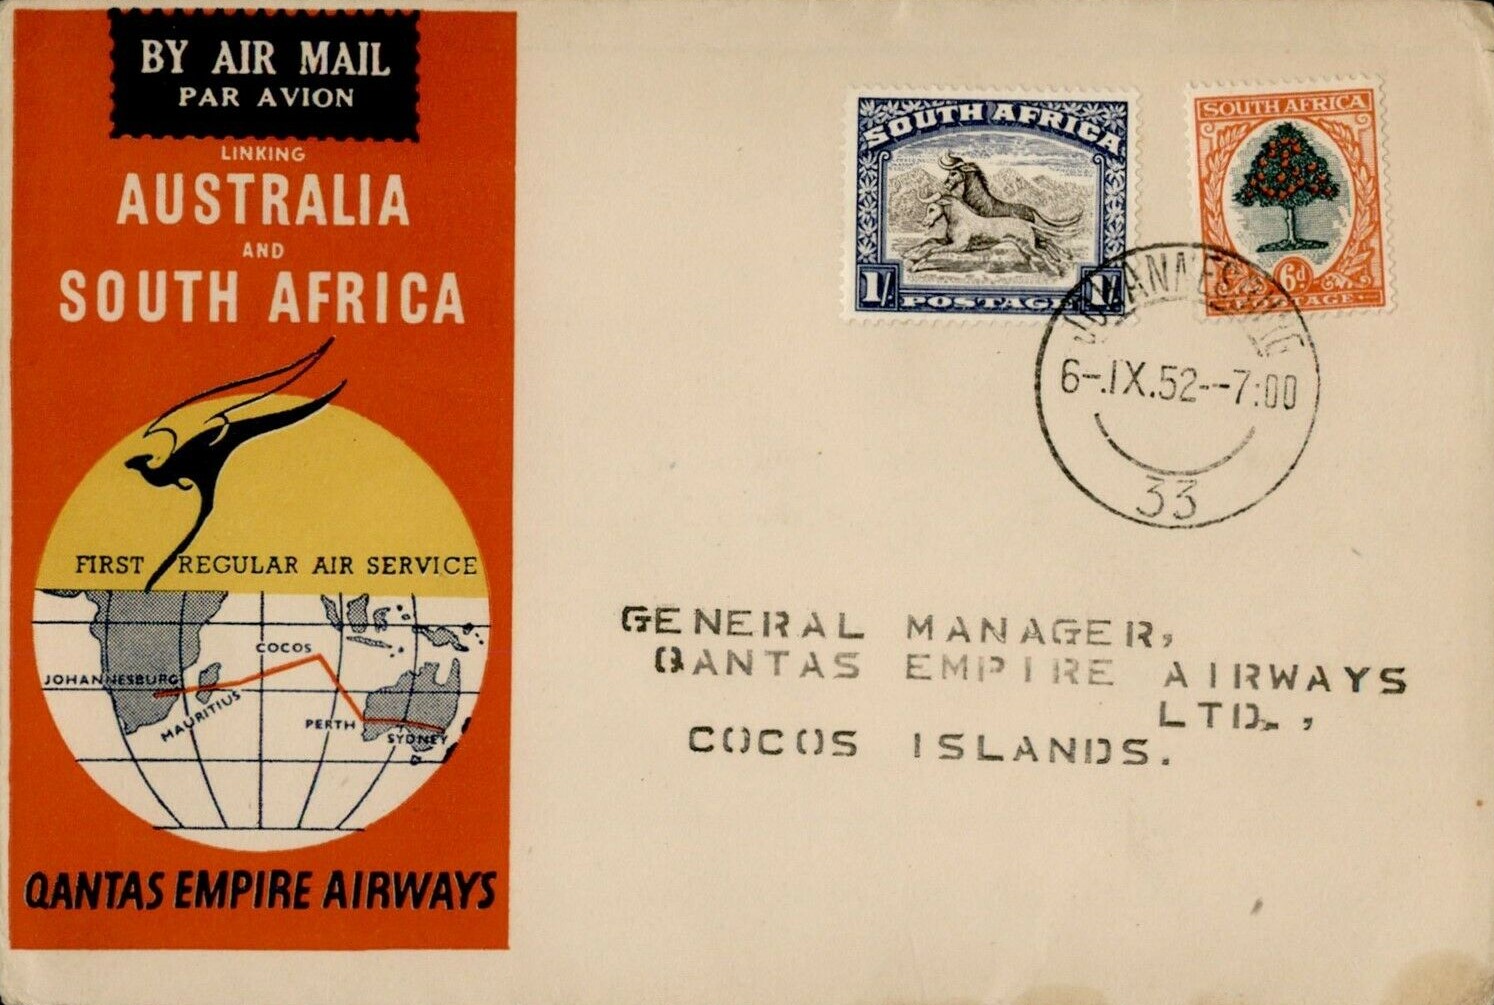 BY AIR MAIL
PAR AVION
LINKING
AUSTRALIA
AND
SOUTH AFRICA
FIRST REGULAR AIR SERVICE
COCOS
JOHANNESBURG
MAURITIUS
PERTH
SYDNEY
QANTAS EMPIRE AIRWAYS
SOUTH AFRICA
1/. POSTAGE 1/.
SOUTH AFRICA
6d
POSTAGE
JOHANNESBURG
6-.IX.52--7:00
33
GENERAL MANAGER,
QANTAS EMPIRE AIRWAYS
LTD.,
COCOS ISLANDS.